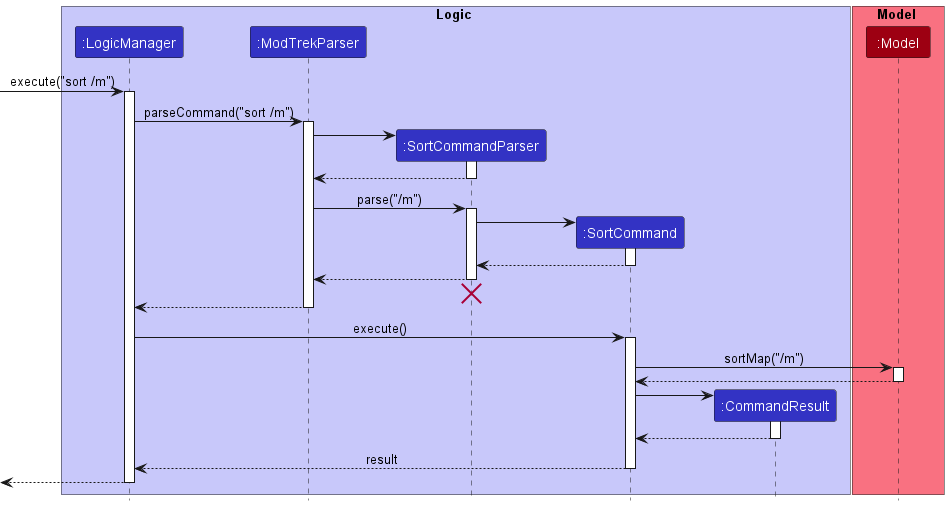 Logic
Model
:LogicManager
:ModTrekParser
:Model
execute("sort /m")
parseCommand("sort /m")
:SortCommandParser
parse("/m")
:SortCommand
execute()
sortMap("/m")
:CommandResult
result